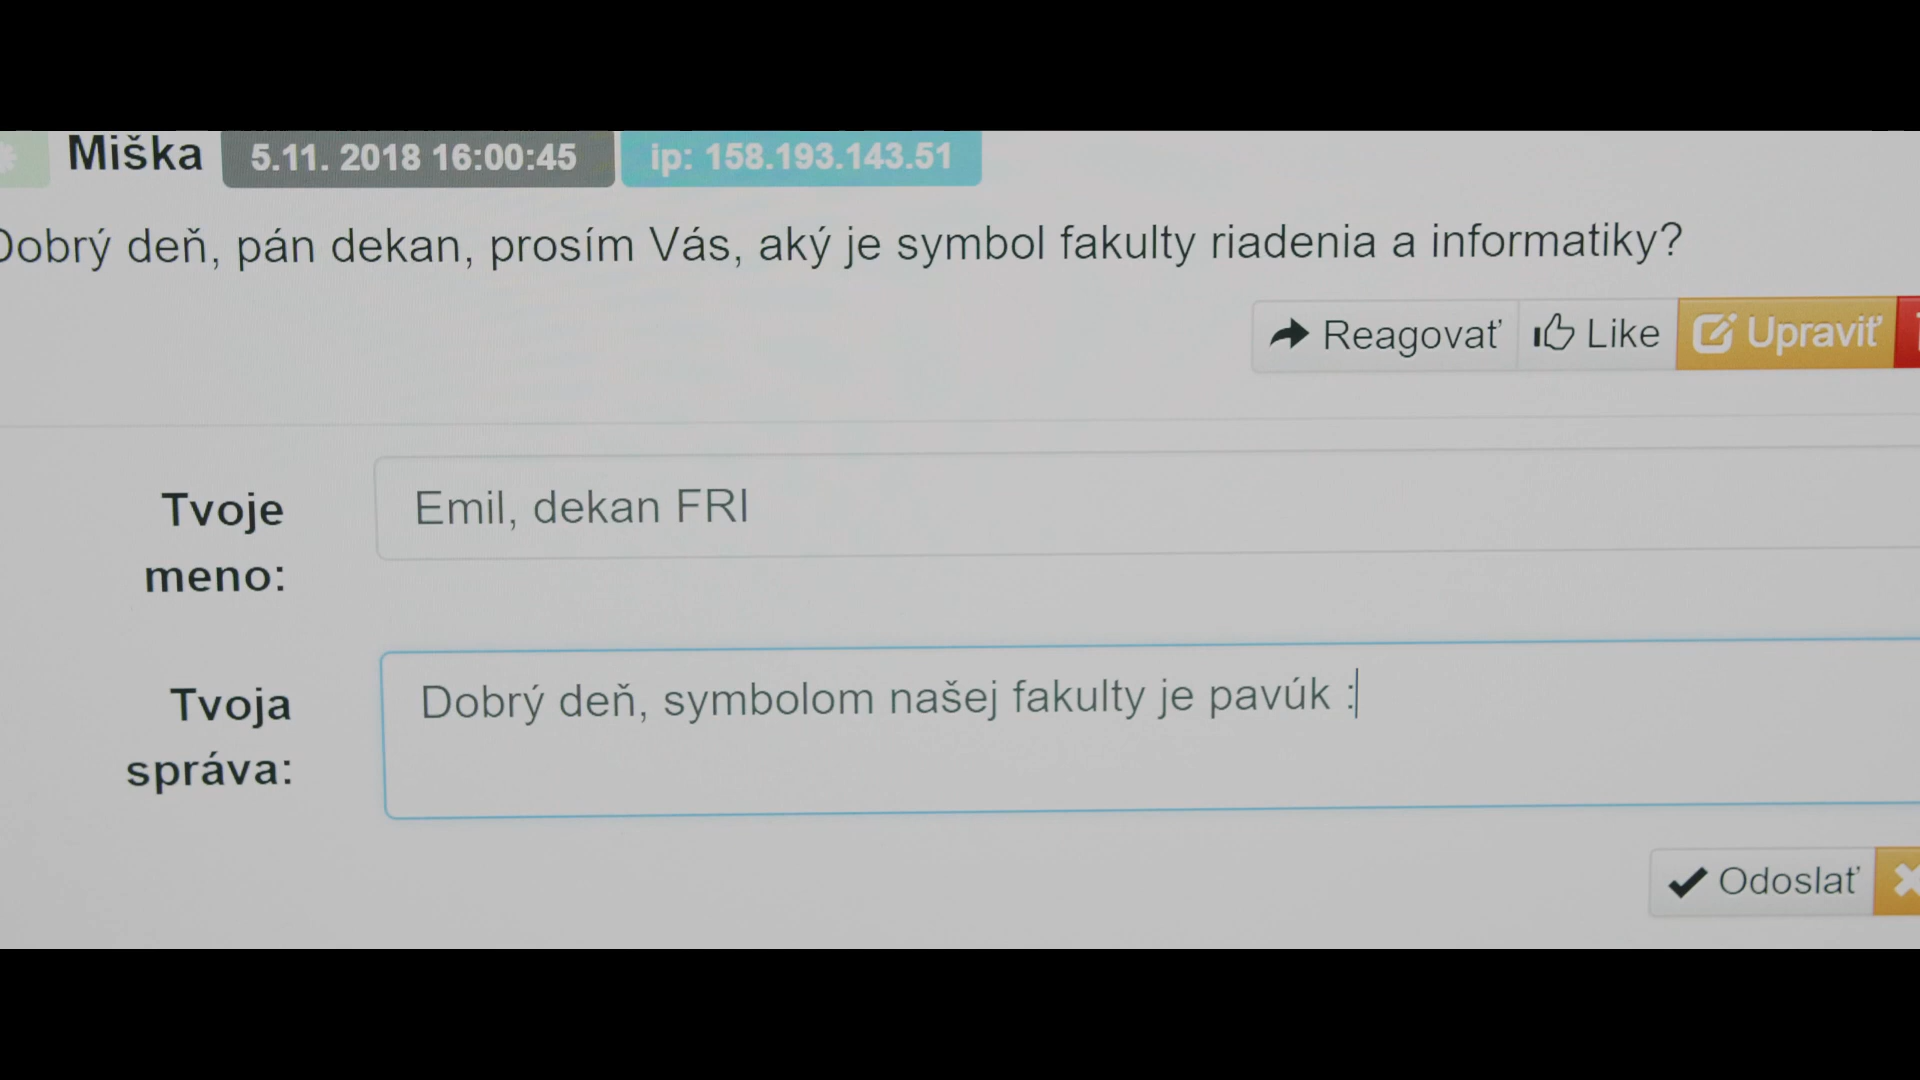 Miška 5.11. 2018 16:00:45 ip: 158.193.143.51
Dobrý deň, pán dekan, prosím Vás, aký je symbol fakulty riadenia a informatiky?
Reagovať Like Upraviť
Tvoje
meno:
Emil, dekan FRI
Tvoja
správa:
Dobrý deň, symbolom našej fakulty je pavúk :
Odoslať